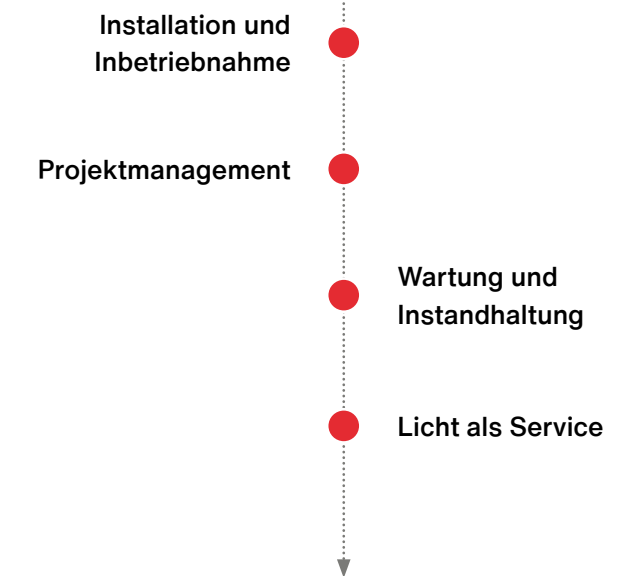 Installation und
Inbetriebnahme
Projektmanagement
Wartung und
Instandhaltung
Licht als Service